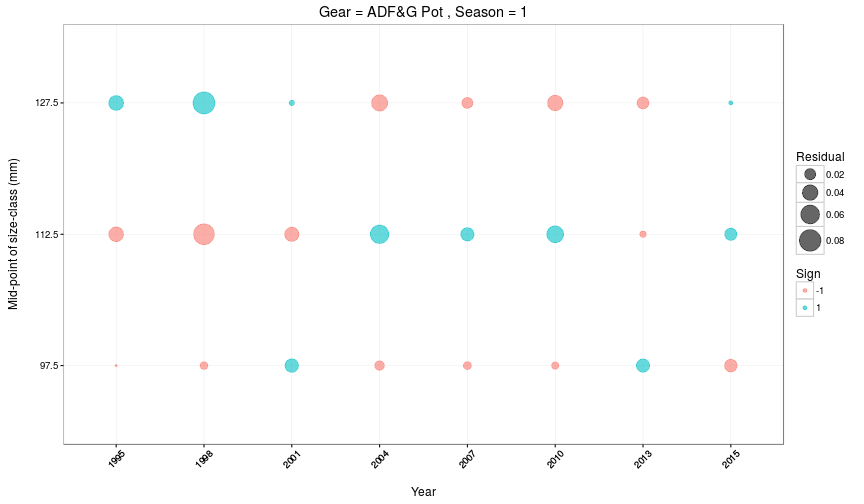 Gear = ADF&G Pot , Season = 1
Mid-point of size-class (mm)
127.5
112.5
97.5
1995 1998 2001 2004 2007 2010 2013 2015
Year
Residual
0.02
0.04
0.06
0.08
Sign
-1
1